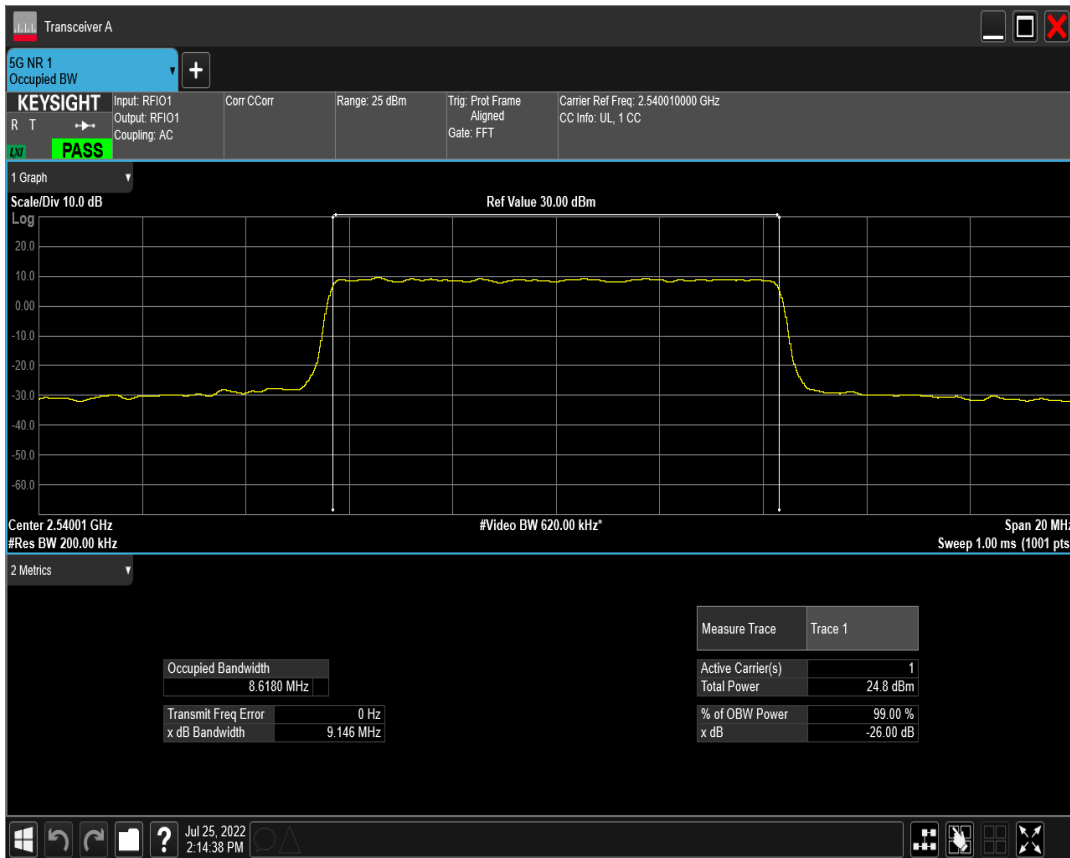 Transceiver A
5G NR 1
Occupied BW
KEYSIGHT
R T
LXI
PASS
Input: RFIO1
Output: RFIO1
Coupling: AC
Corr CCorr
Range: 25 dBm
Trig: Prot Frame
Aligned
Gate: FFT
Carrier Ref Freq: 2.540010000 GHz
CC Info: UL, 1 CC
1 Graph
Scale/Div 10.0 dB
Ref Value 30.00 dBm
Log
20.0
10.0
0.00
-10.0
-20.0
-30.0
-40.0
-50.0
-60.0
Center 2.54001 GHz
#Video BW 620.00 kHz*
Span 20 MHz
#Res BW 200.00 kHz
Sweep 1.00 ms (1001 pts
2 Metrics
Measure Trace Trace 1
Occupied Bandwidth
8.6180 MHz
Active Carrier(s) 1
Total Power 24.8 dBm
Transmit Freq Error 0 Hz
x dB Bandwidth 9.146 MHz
% of OBW Power 99.00 %
x dB -26.00 dB
?
Jul 25, 2022
2:14:38 PM